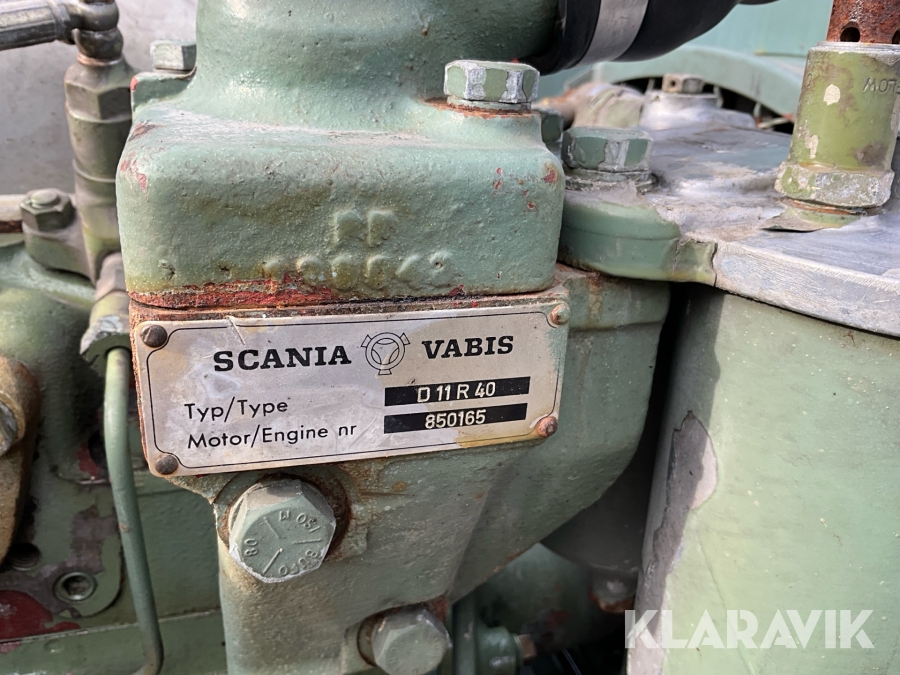 SCANIA VABIS
Typ/Type D 11 R 40
Motor/Engine nr 850165
KLARAVIK